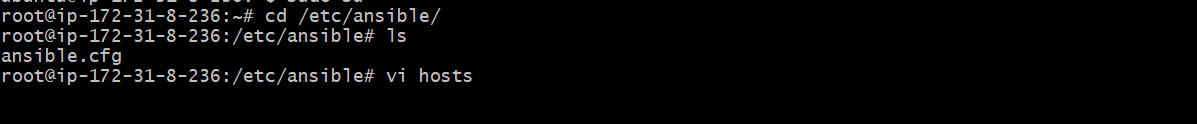 root@ip-172-31-8-236:~# cd /etc/ansible/
root@ip-172-31-8-236:/etc/ansible# ls
ansible.cfg
root@ip-172-31-8-236:/etc/ansible# vi hosts